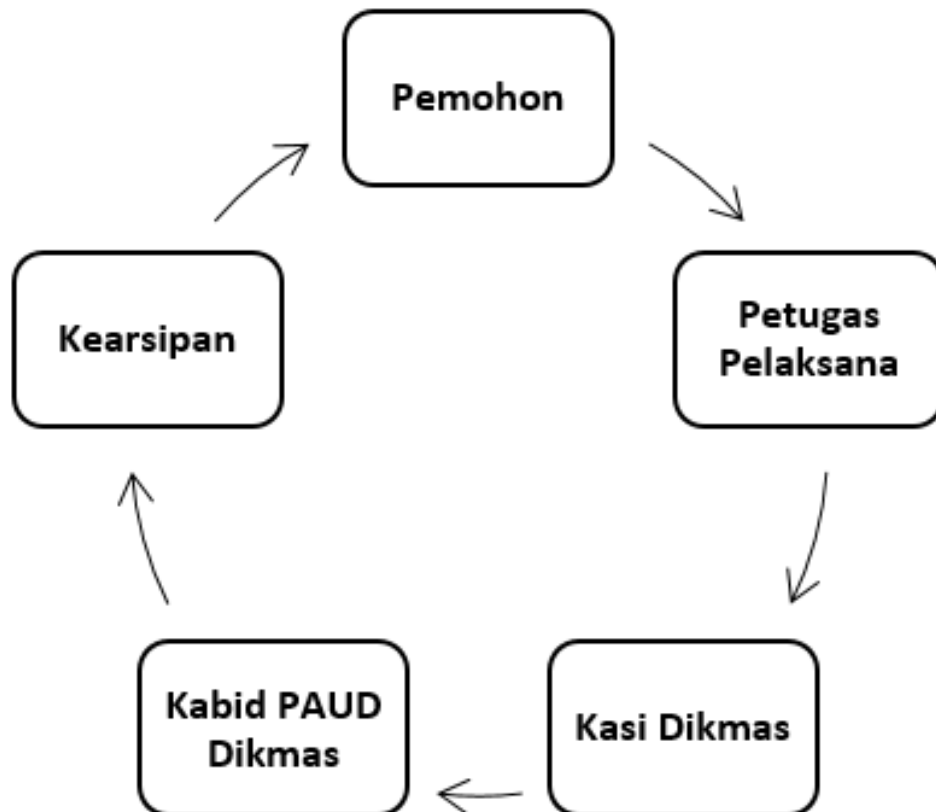 Pemohon
Petugas
Pelaksana
Kasi Dikmas
Kabid PAUD
Dikmas
Kearsipan